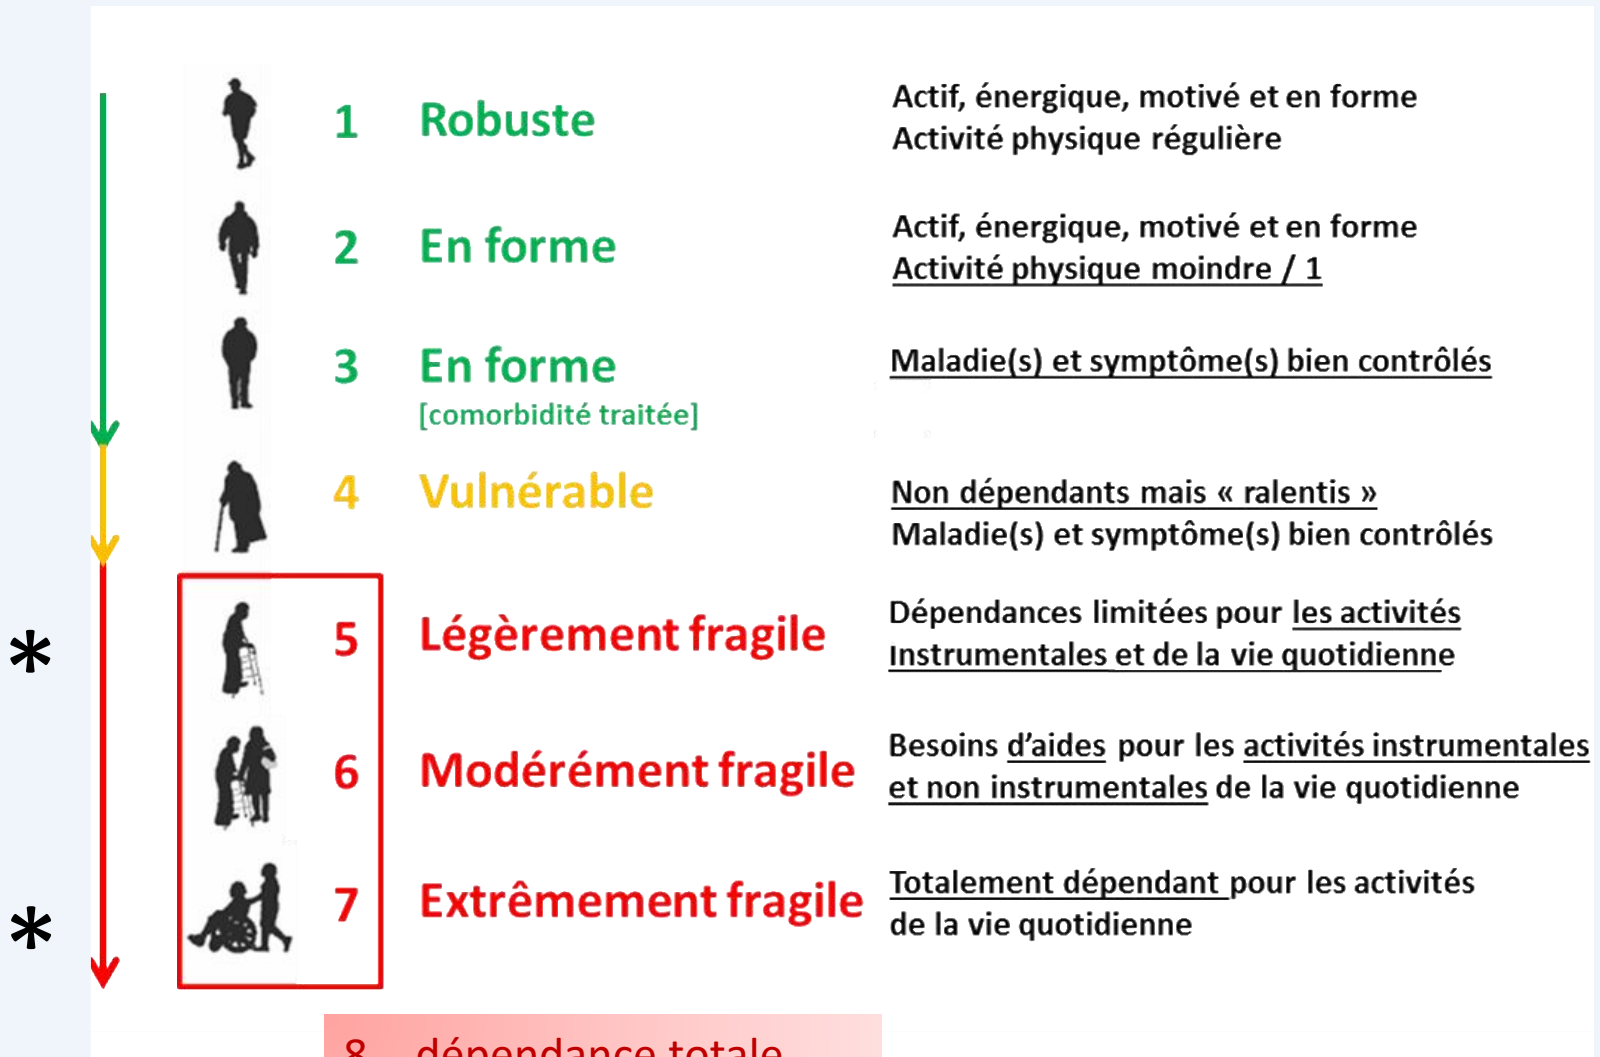 1 Robuste
Actif, énergique, motivé et en forme
Activité physique régulière
2 En forme
Actif, énergique, motivé et en forme
Activité physique moindre / 1
3 En forme
[comorbidité traitée]
Maladie(s) et symptôme(s) bien contrôlés
4 Vulnérable
Non dépendants mais « ralentis »
Maladie(s) et symptôme(s) bien contrôlés
* 5 Légèrement fragile
Dépendances limitées pour les activités
Instrumentales et de la vie quotidienne
6 Modérément fragile
Besoins d’aides pour les activités instrumentales
et non instrumentales de la vie quotidienne
* 7 Extrêmement fragile
Totalement dépendant pour les activités
de la vie quotidienne
8 dépendance totale